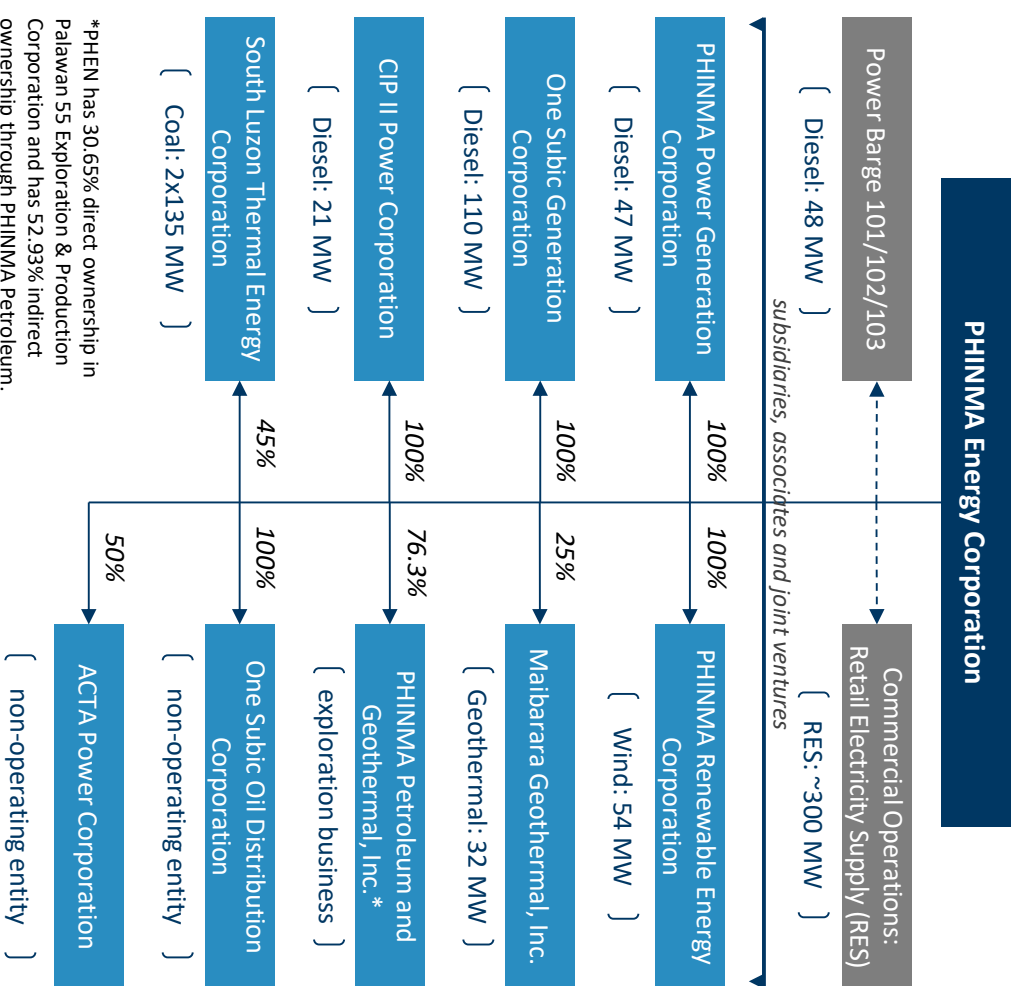 PHINMA Energy Corporation
Power Barge 101/102/103
[ Diesel: 48 MW ]
Commercial Operations:
Retail Electricity Supply (RES)
[ RES: ~300 MW ]
subsidiaries, associates and joint ventures
PHINMA Power Generation
Corporation
[ Diesel: 47 MW ]
100%
100%
PHINMA Renewable Energy
Corporation
[ Wind: 54 MW ]
One Subic Generation
Corporation
[ Diesel: 110 MW ]
100%
25%
Maibarara Geothermal, Inc.
[ Geothermal: 32 MW ]
CIP II Power Corporation
[ Diesel: 21 MW ]
100%
76.3%
PHINMA Petroleum and
Geothermal, Inc.*
[ exploration business ]
South Luzon Thermal Energy
Corporation
[ Coal: 2x135 MW ]
45%
100%
One Subic Oil Distribution
Corporation
[ non-operating entity ]
50%
ACTA Power Corporation
[ non-operating entity ]
*PHEN has 30.65% direct ownership in
Palawan 55 Exploration & Production
Corporation and has 52.93% indirect
ownership through PHINMA Petroleum.